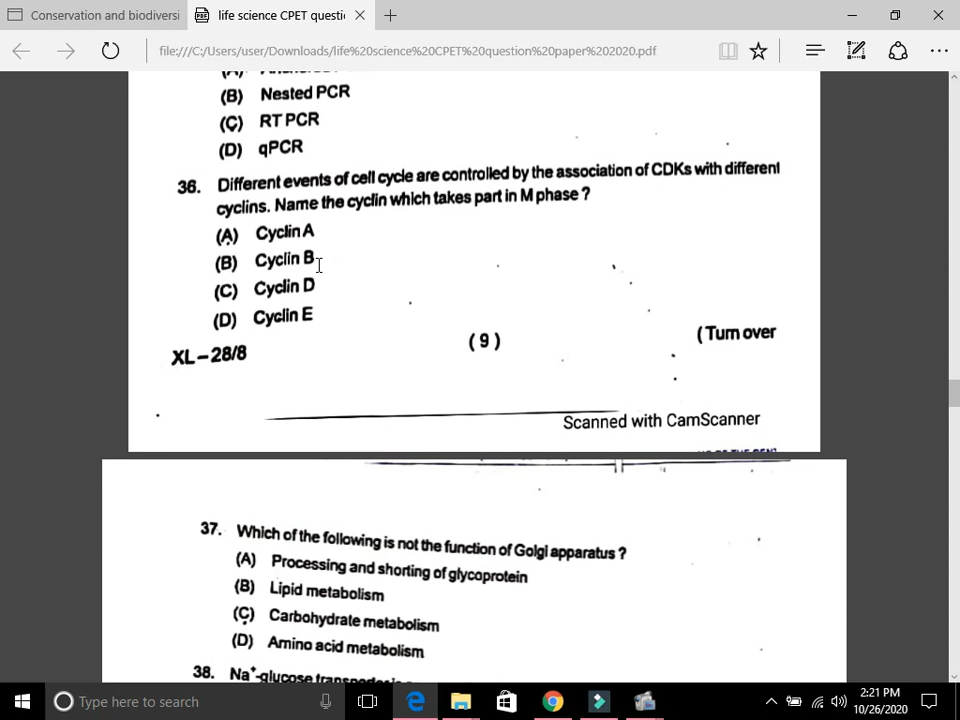 Conservation and biodiversi
life science CPET questi
file:///C:/Users/user/Downloads/life%20science%20CPET%20question%20paper%202020.pdf
(B) Nested PCR
(C) RT PCR
(D) qPCR
36. Different events of cell cycle are controlled by the association of CDKs with different
cyclins. Name the cyclin which takes part in M phase ?
(A) Cyclin A
(B) Cyclin B
(C) Cyclin D
(D) Cyclin E
XL – 28/8
( 9 )
( Turn over
Scanned with CamScanner
37. Which of the following is not the function of Golgi apparatus ?
(A) Processing and shorting of glycoprotein
(B) Lipid metabolism
(C) Carbohydrate metabolism
(D) Amino acid metabolism
38. Na+-glucose
Type here to search
2:21 PM
10/26/2020